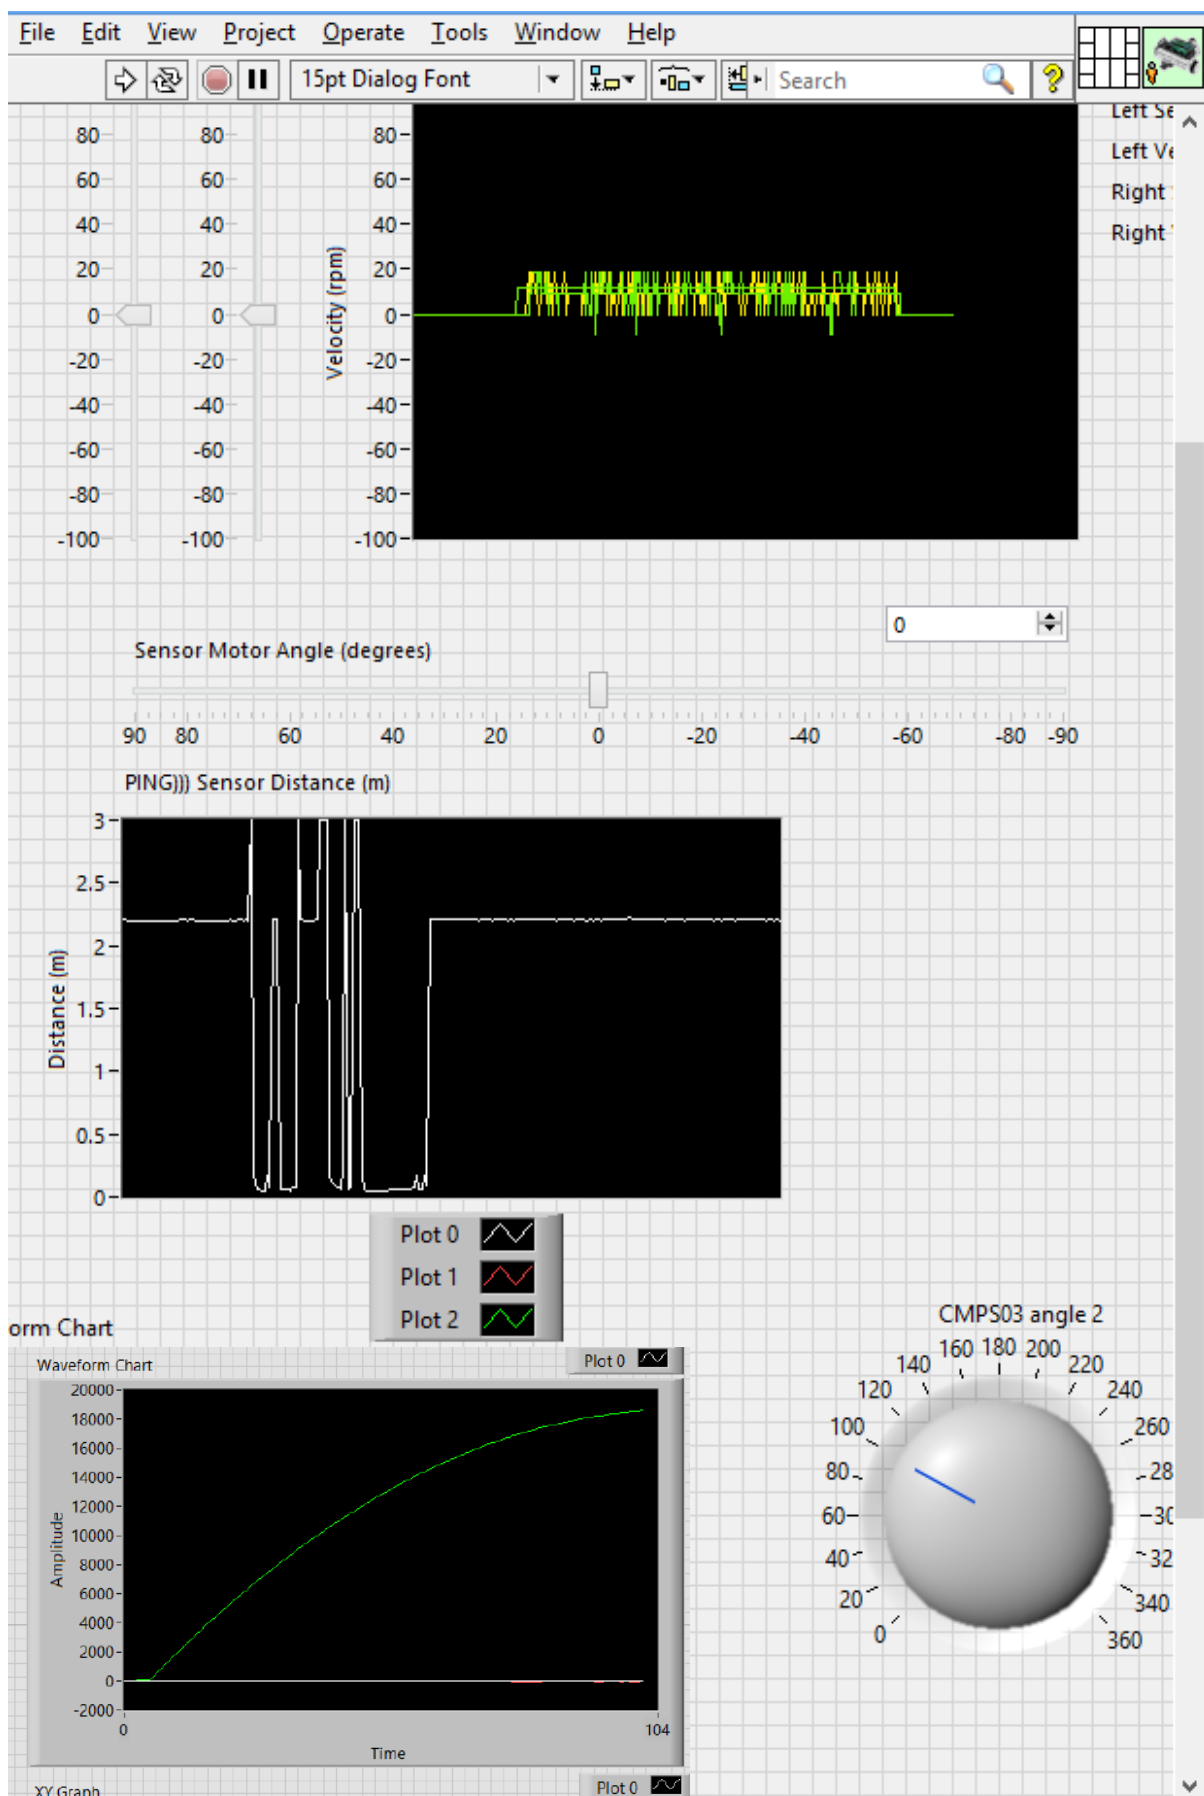 File Edit View Project Operate Tools Window Help
15pt Dialog Font Search
Left Se
Left Ve
Right
Right
80 80 80
60 60 60
40 40 40
20 20 20
0 0 0
-20 -20 -20
-40 -40 -40
-60 -60 -60
-80 -80 -80
-100 -100 -100
Velocity (rpm)
0
Sensor Motor Angle (degrees)
90 80 60 40 20 0 -20 -40 -60 -80 -90
PING))) Sensor Distance (m)
3
2.5
2
1.5
1
0.5
0
Distance (m)
Plot 0
Plot 1
Plot 2
orm Chart
Waveform Chart
Plot 0
20000
18000
16000
14000
12000
10000
8000
6000
4000
2000
0
-2000
Amplitude
0 104
Time
XY Graph
Plot 0
CMPS03 angle 2
0
20
40
60
80
100
120
140
160
180
200
220
240
260
28
30
32
340
360